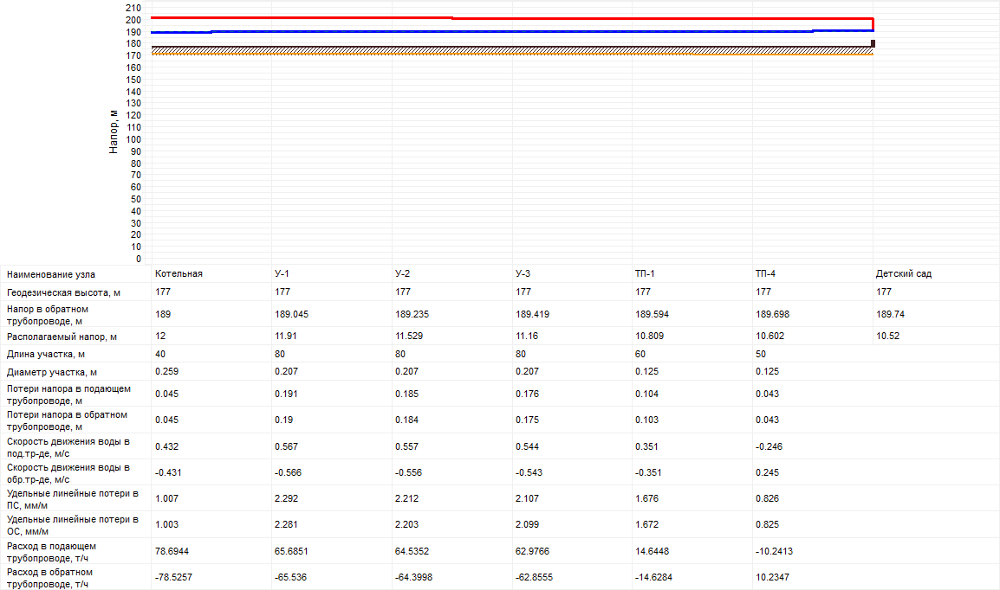 210
200
190
180
170
160
150
140
130
120
110
100
90
80
70
60
50
40
30
20
10
0
Напор, м
Наименование узла Котельная У-1 У-2 У-3 ТП-1 ТП-4 Детский сад
Геодезическая высота, м 177 177 177 177 177 177 177
Напор в обратном
трубопроводе, м 189 189.045 189.235 189.419 189.594 189.698 189.74
Располагаемый напор, м 12 11.91 11.529 11.16 10.809 10.602 10.52
Длина участка, м 40 80 80 80 60 50
Диаметр участка, м 0.259 0.207 0.207 0.207 0.125 0.125
Потери напора в подающем
трубопроводе, м 0.045 0.191 0.185 0.176 0.104 0.043
Потери напора в обратном
трубопроводе, м 0.045 0.19 0.184 0.175 0.103 0.043
Скорость движения воды в
под.тр-де, м/с 0.432 0.567 0.557 0.544 0.351 -0.246
Скорость движения воды в
обр.тр-де, м/с -0.431 -0.566 -0.556 -0.543 -0.351 0.245
Удельные линейные потери в
ПС, мм/м 1.007 2.292 2.212 2.107 1.676 0.826
Удельные линейные потери в
ОС, мм/м 1.003 2.281 2.203 2.099 1.672 0.825
Расход в подающем
трубопроводе, т/ч 78.6944 65.6851 64.5352 62.9766 14.6448 -10.2413
Расход в обратном
трубопроводе, т/ч -78.5257 -65.536 -64.3998 -62.8555 -14.6284 10.2347